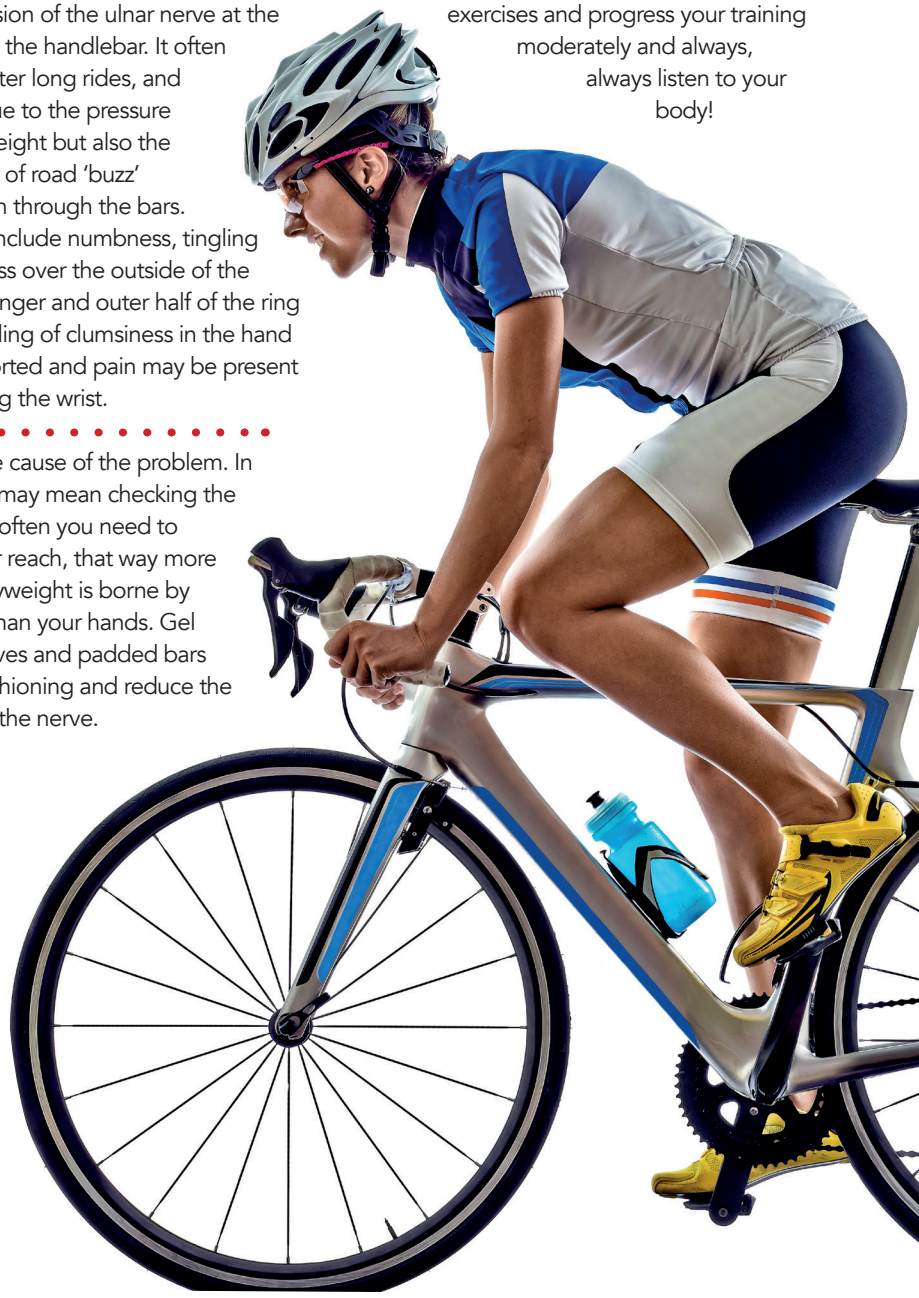 sion of the ulnar nerve at the
the handlebar. It often
ter long rides, and
ue to the pressure
eight but also the
of road ‘buzz’
n through the bars.
nclude numbness, tingling
ss over the outside of the
nger and outer half of the ring
ling of clumsiness in the hand
orted and pain may be present
g the wrist.
e cause of the problem. In
may mean checking the
often you need to
r reach, that way more
yweight is borne by
han your hands. Gel
ves and padded bars
shioning and reduce the
the nerve.
exercises and progress your training
moderately and always,
always listen to your
body!